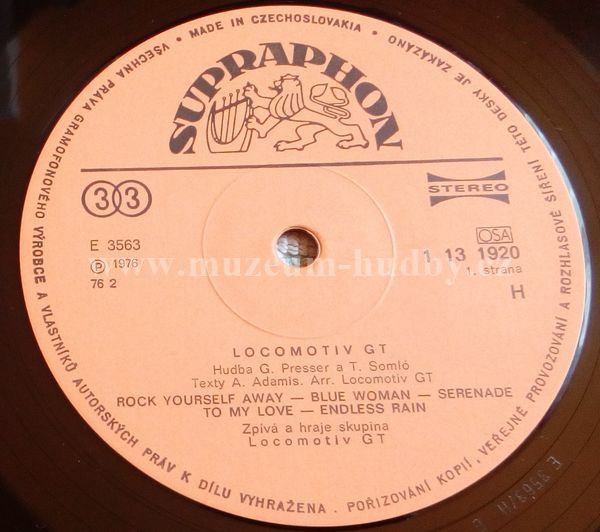 VŠECHNA PRÁVA GRAMOFONOVÉHO VÝROBCE A VLASTNÍKŮ AUTORSKÝCH PRÁV K DÍLU VYHRAŽENA. POŘIZOVÁNÍ KOPIÍ, VEŘEJNÉ PROVOZOVÁNÍ A ROZHLASOVÉ ŠÍŘENÍ TÉTO DESKY JE ZAKÁZÁNO • MADE IN CZECHOSLOVAKIA •
SUPRAPHON
33
STEREO
E 3563
Ⓟ 1976
76 2
OSA
1 13 1920
1. strana
H
www.muzeum-hudby.cz
LOCOMOTIV GT
Hudba G. Presser a T. Somló
Texty A. Adamis. Arr. Locomotiv GT
ROCK YOURSELF AWAY — BLUE WOMAN — SERENADE
TO MY LOVE — ENDLESS RAIN
Zpívá a hraje skupina
Locomotiv GT